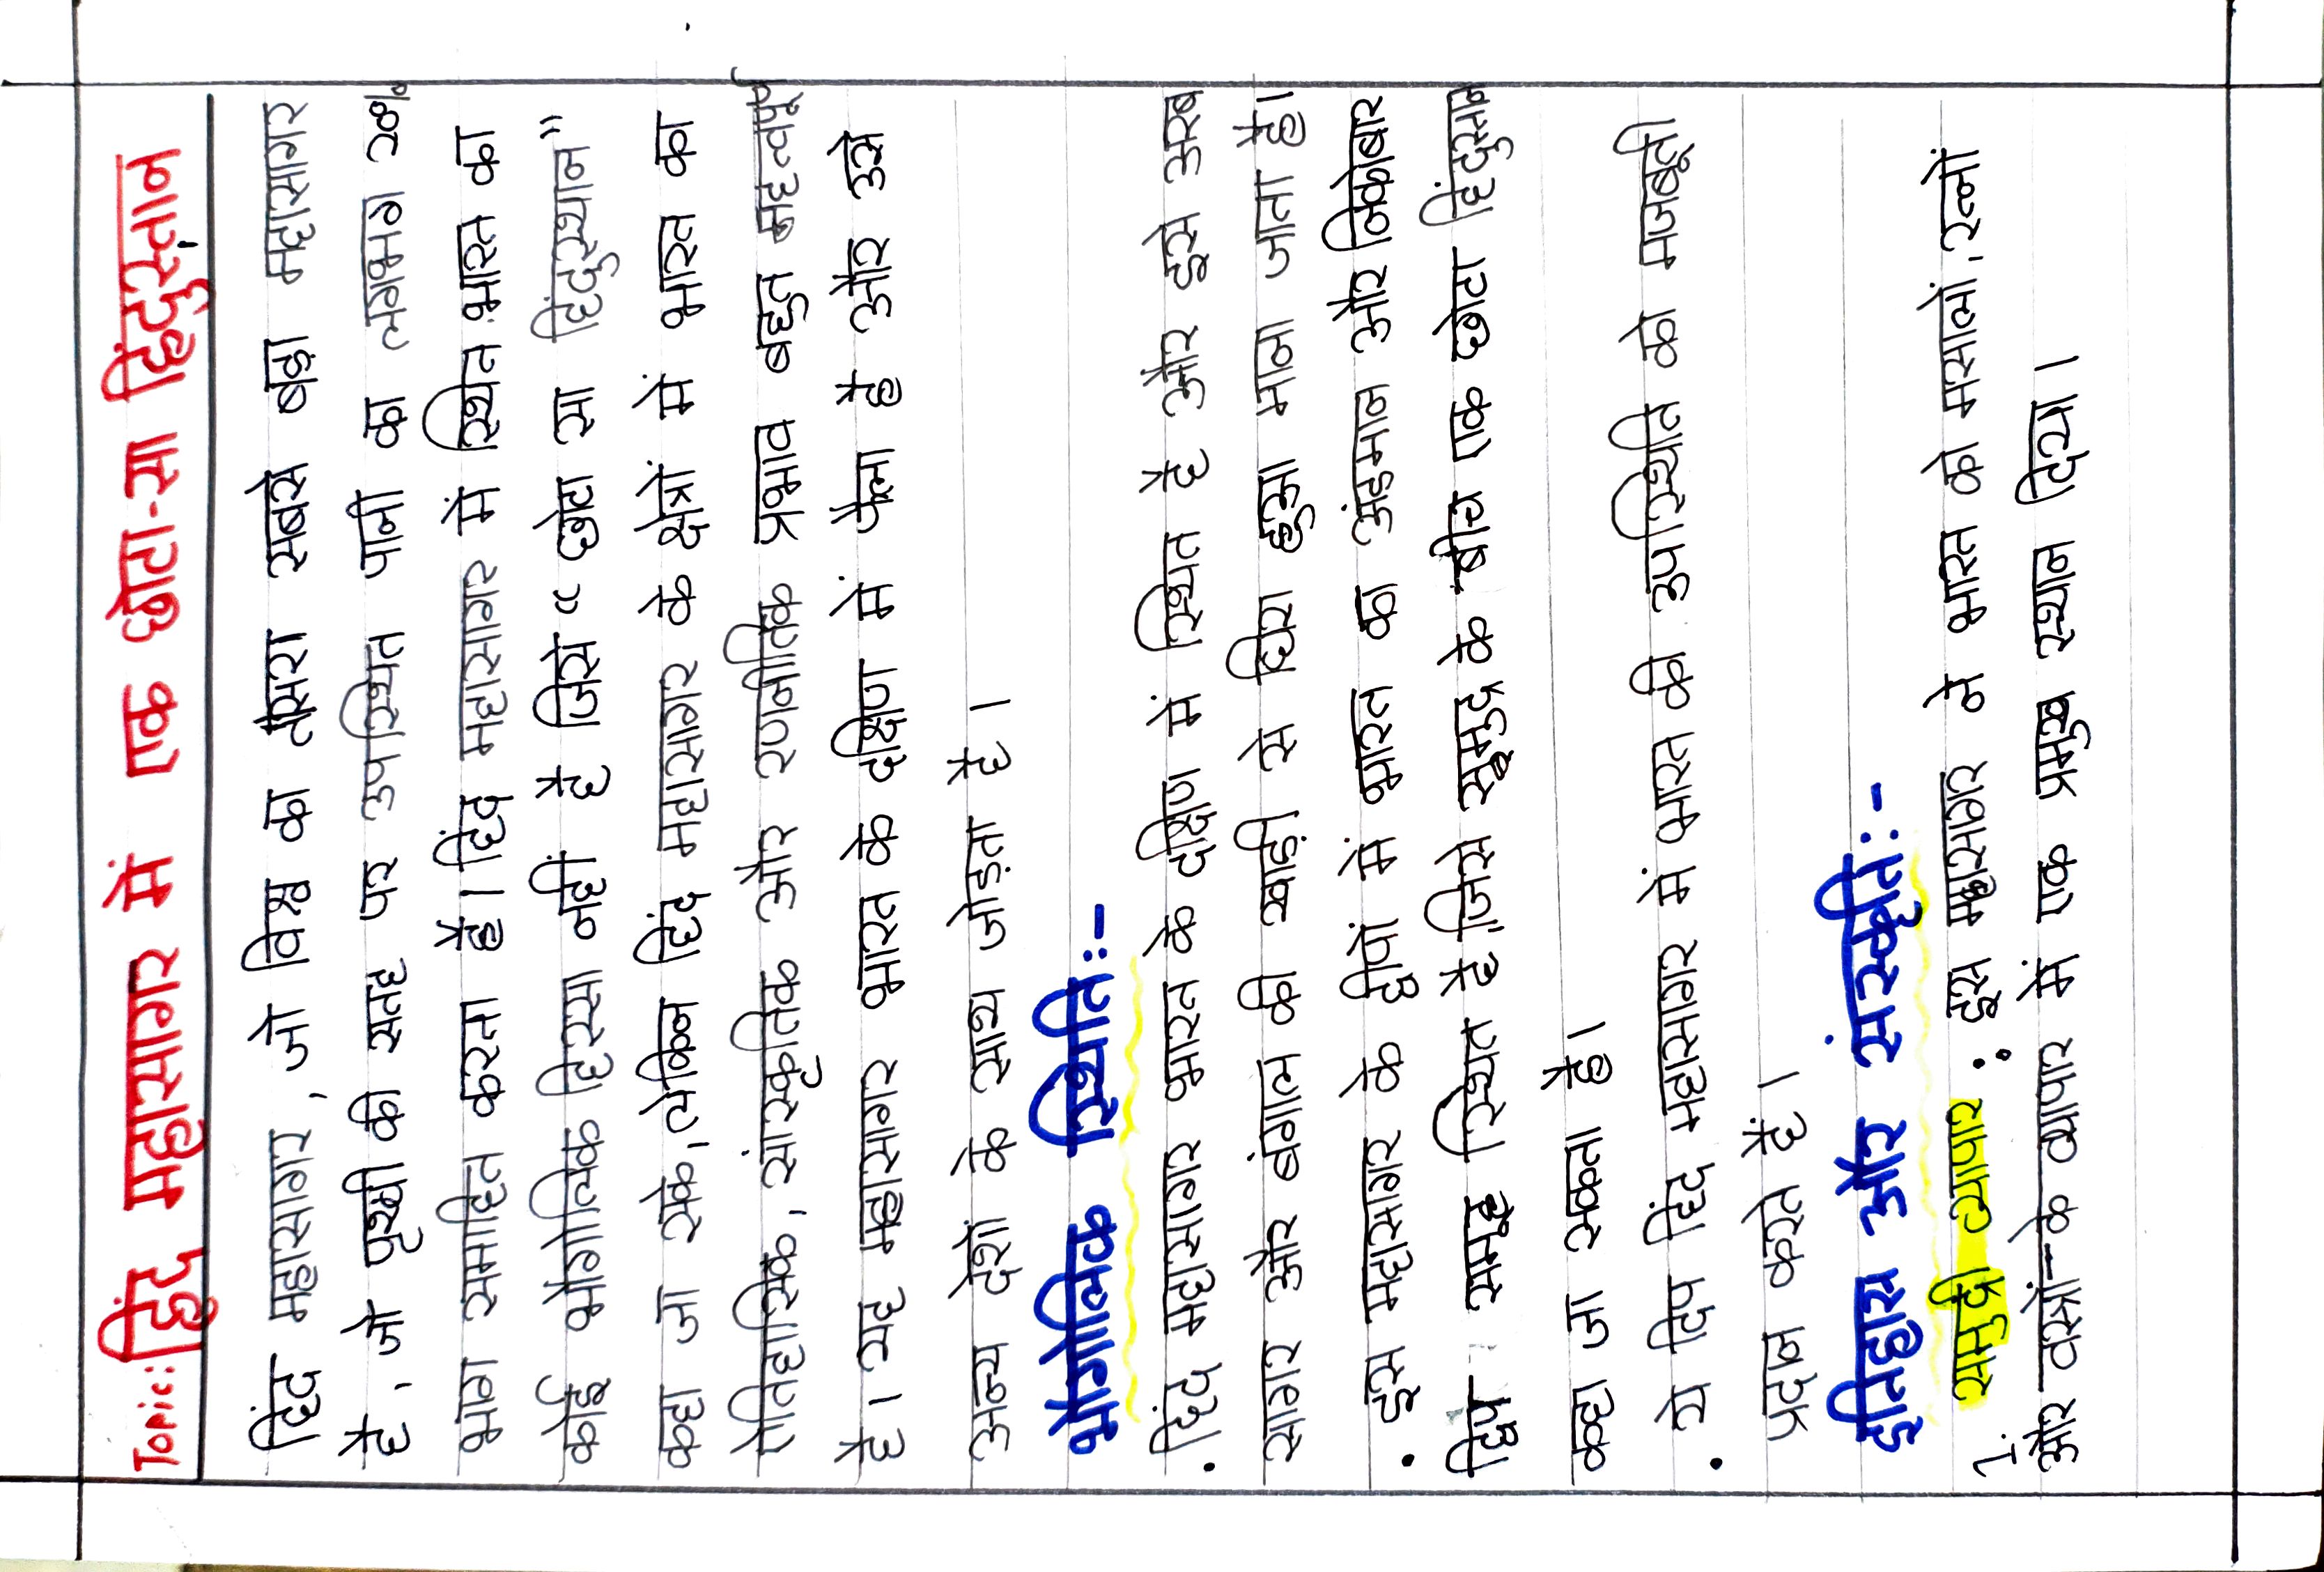 Topic: हिंद महासागर में एक छोटा-सा हिंदुस्तान
हिंद महासागर, जो विश्व का तीसरा सबसे बड़ा महासागर
है, जो पृथ्वी की सतह पर उपस्थित पानी का लगभग 20%
भाग समाहित करता है। हिंद महासागर में स्थित भारत का
कोई भौगोलिक हिस्सा नहीं है जिसे “छोटा सा हिंदुस्थान”
कहा जा सके, लेकिन हिंद महासागर के क्षेत्रों में भारत का
ऐतिहासिक, सांस्कृतिक और रणनीतिक प्रभाव बहुत महत्वपूर्ण
है। यह महासागर भारत के दक्षिण में फैला है और उसे
अन्य देशों के साथ जोड़ता है।
भौगोलिक स्थिति:-
. हिंद महासागर भारत के दक्षिण में स्थित है और इसे अरब
सागर और बंगाल की खाड़ी से घिरा हुआ माना जाता है।
. इस महासागर के द्वीपों में भारत का अंडमान और निकोबार
द्विप समूह स्थित है, जिसे समुद्र के बीच एक छोटा हिंदुस्तान
कहा जा सकता है।
. ये दिप हिंद महासागर में भारत की उपस्थिति को मजबूती
प्रदान करते हैं।
इतिहास और संस्कृति:-
1. समुद्री व्यापार : इस महासागर ने भारत को मसालों, रत्नों
और वस्त्रों के व्यापार में एक प्रमुख स्थान दिया।